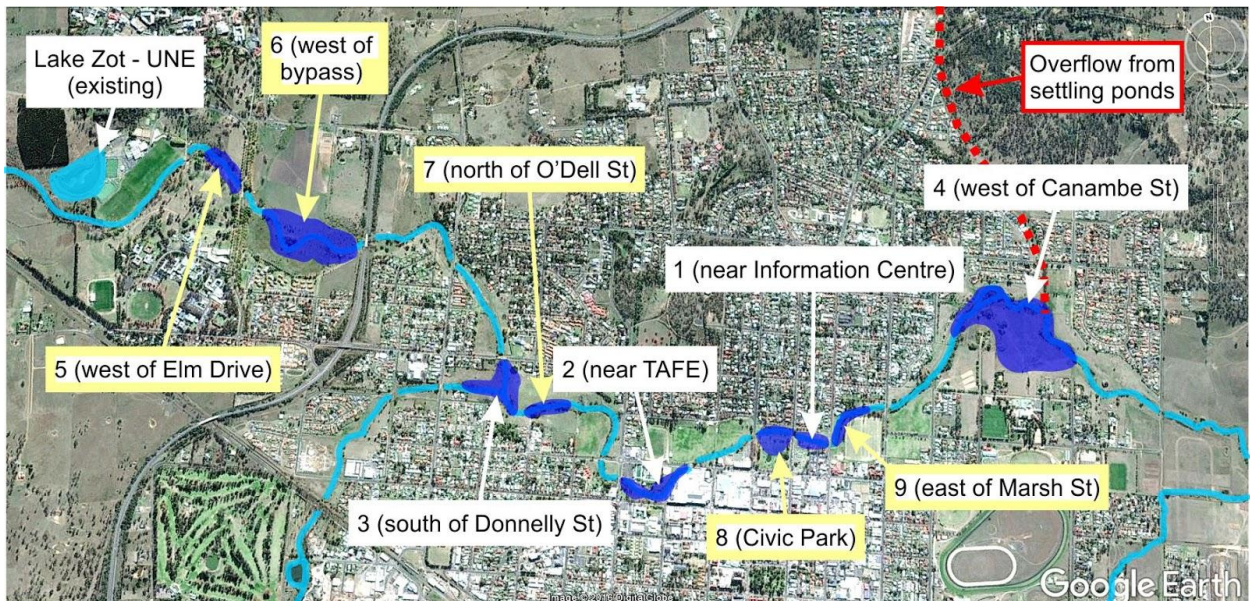 Lake Zot - UNE
(existing)
6 (west of
bypass)
Overflow from
settling ponds
7 (north of O'Dell St)
4 (west of Canambe St)
1 (near Information Centre)
5 (west of Elm Drive)
2 (near TAFE)
9 (east of Marsh St)
3 (south of Donnelly St)
8 (Civic Park)
Google Earth